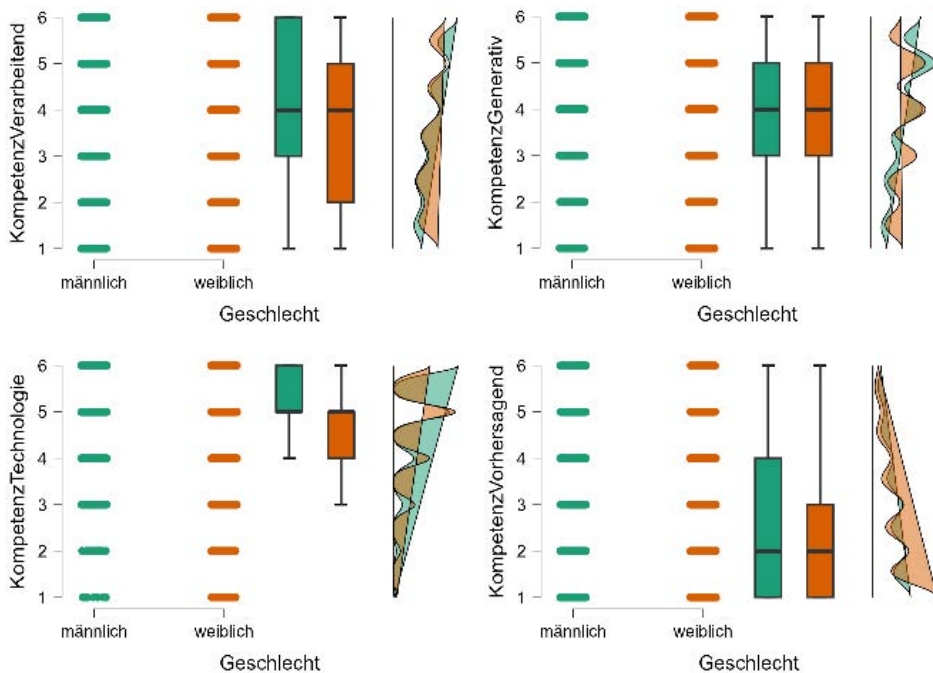 KompetenzVerarbeitend
6
5
4
3
2
1
männlich
weiblich
Geschlecht
KompetenzGenerativ
6
5
4
3
2
1
männlich
weiblich
Geschlecht
KompetenzTechnologie
6
5
4
3
2
1
männlich
weiblich
Geschlecht
KompetenzVorhersagend
6
5
4
3
2
1
männlich
weiblich
Geschlecht